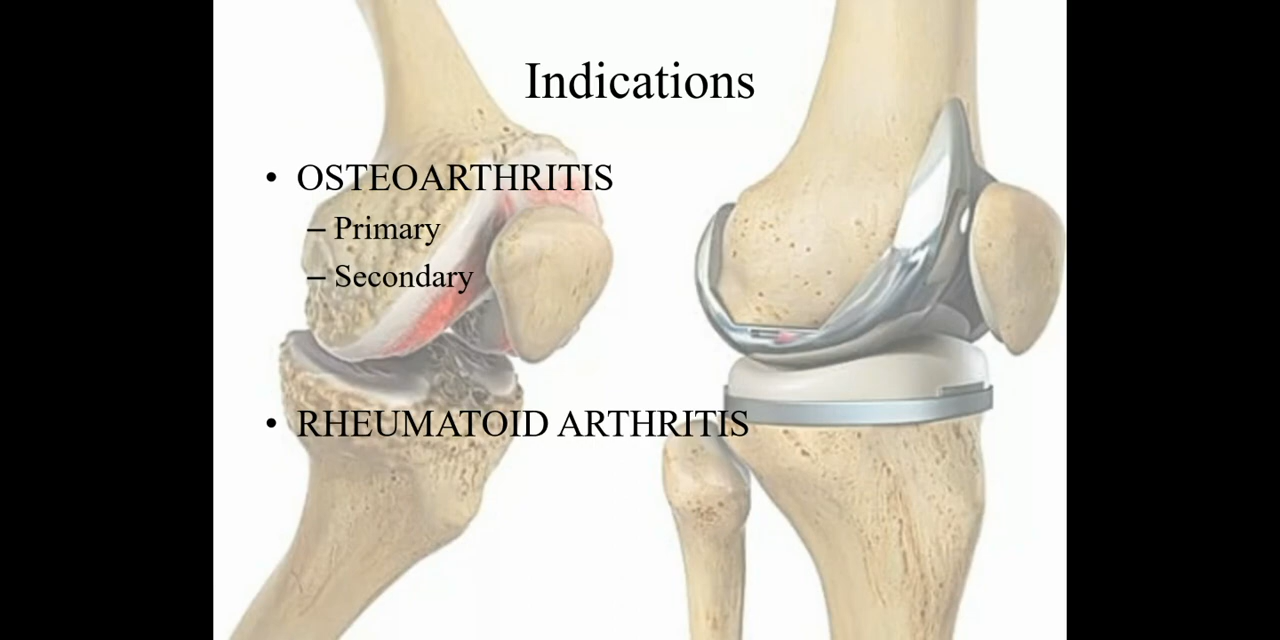 Indications
• OSTEOARTHRITIS
– Primary
– Secondary
• RHEUMATOID ARTHRITIS